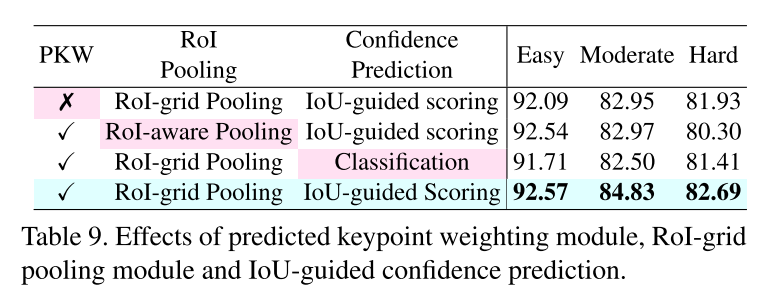 PKW RoI Pooling Confidence Prediction Easy Moderate Hard
✗ RoI-grid Pooling IoU-guided scoring 92.09 82.95 81.93
✓ RoI-aware Pooling IoU-guided scoring 92.54 82.97 80.30
✓ RoI-grid Pooling Classification 91.71 82.50 81.41
✓ RoI-grid Pooling IoU-guided Scoring 92.57 84.83 82.69
Table 9. Effects of predicted keypoint weighting module, RoI-grid
pooling module and IoU-guided confidence prediction.